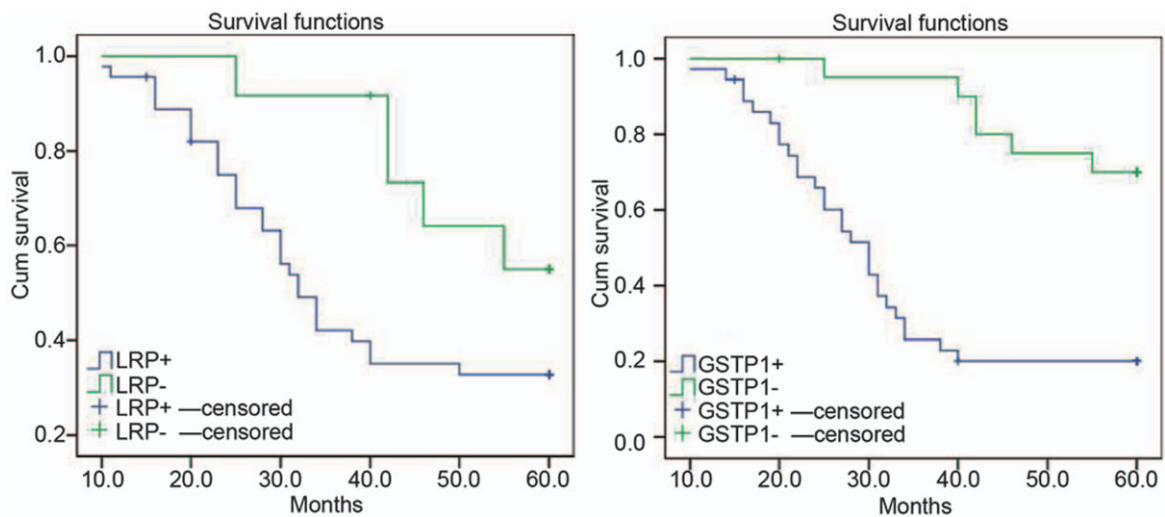 Survival functions
Cum survival
1.0
0.8
0.6
0.4
0.2
LRP+
LRP-
LRP+ —censored
LRP- —censored
10.0 20.0 30.0 40.0 50.0 60.0
Months
Survival functions
Cum survival
1.0
0.8
0.6
0.4
0.2
0.0
GSTP1+
GSTP1-
GSTP1+ —censored
GSTP1- —censored
10.0 20.0 30.0 40.0 50.0 60.0
Months